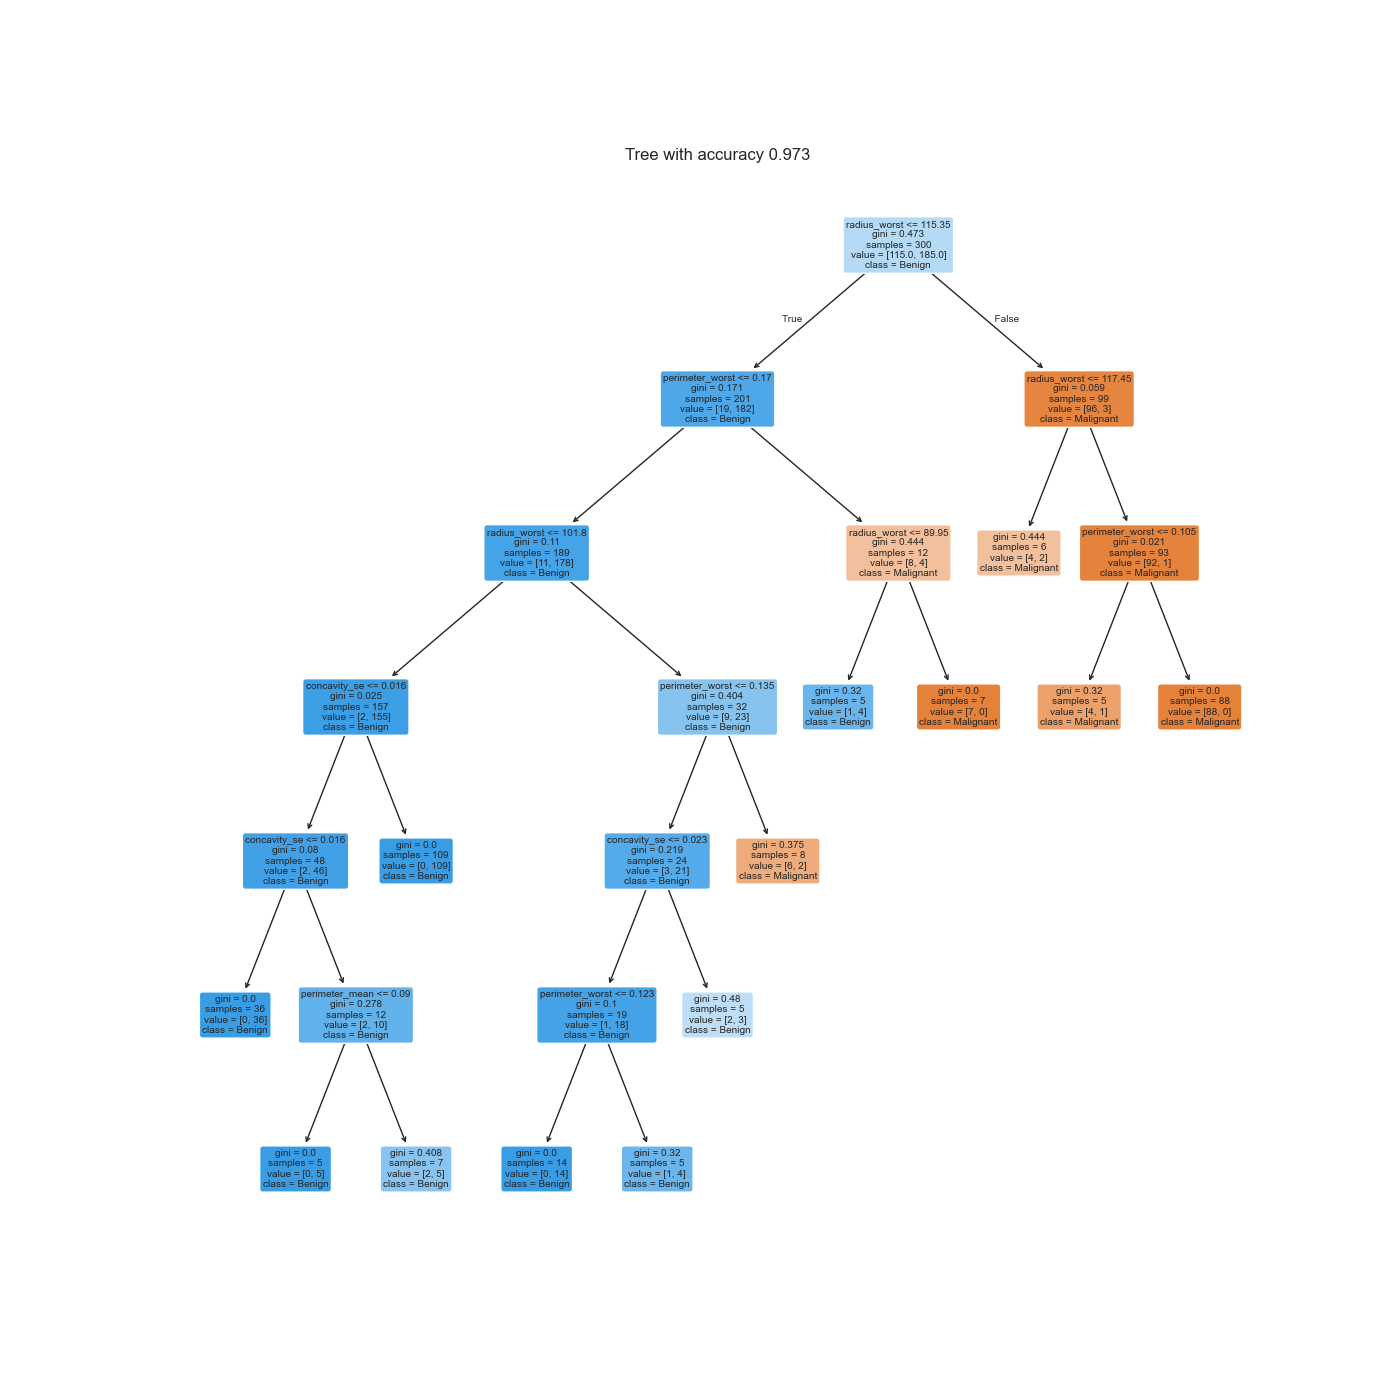 Tree with accuracy 0.973
radius_worst <= 115.35
gini = 0.473
samples = 300
value = [115.0, 185.0]
class = Benign
True
False
perimeter_worst <= 0.17
gini = 0.171
samples = 201
value = [19, 182]
class = Benign
radius_worst <= 117.45
gini = 0.059
samples = 99
value = [96, 3]
class = Malignant
radius_worst <= 101.8
gini = 0.11
samples = 189
value = [11, 178]
class = Benign
radius_worst <= 89.95
gini = 0.444
samples = 12
value = [8, 4]
class = Malignant
gini = 0.444
samples = 6
value = [4, 2]
class = Malignant
perimeter_worst <= 0.105
gini = 0.021
samples = 93
value = [92, 1]
class = Malignant
concavity_se <= 0.016
gini = 0.025
samples = 157
value = [2, 155]
class = Benign
perimeter_worst <= 0.135
gini = 0.404
samples = 32
value = [9, 23]
class = Benign
gini = 0.32
samples = 5
value = [1, 4]
class = Benign
gini = 0.0
samples = 7
value = [7, 0]
class = Malignant
gini = 0.32
samples = 5
value = [4, 1]
class = Malignant
gini = 0.0
samples = 88
value = [88, 0]
class = Malignant
concavity_se <= 0.016
gini = 0.08
samples = 48
value = [2, 46]
class = Benign
gini = 0.0
samples = 109
value = [0, 109]
class = Benign
concavity_se <= 0.023
gini = 0.219
samples = 24
value = [3, 21]
class = Benign
gini = 0.375
samples = 8
value = [6, 2]
class = Malignant
gini = 0.0
samples = 36
value = [0, 36]
class = Benign
perimeter_mean <= 0.09
gini = 0.278
samples = 12
value = [2, 10]
class = Benign
perimeter_worst <= 0.123
gini = 0.1
samples = 19
value = [1, 18]
class = Benign
gini = 0.48
samples = 5
value = [2, 3]
class = Benign
gini = 0.0
samples = 5
value = [0, 5]
class = Benign
gini = 0.408
samples = 7
value = [2, 5]
class = Benign
gini = 0.0
samples = 14
value = [0, 14]
class = Benign
gini = 0.32
samples = 5
value = [1, 4]
class = Benign